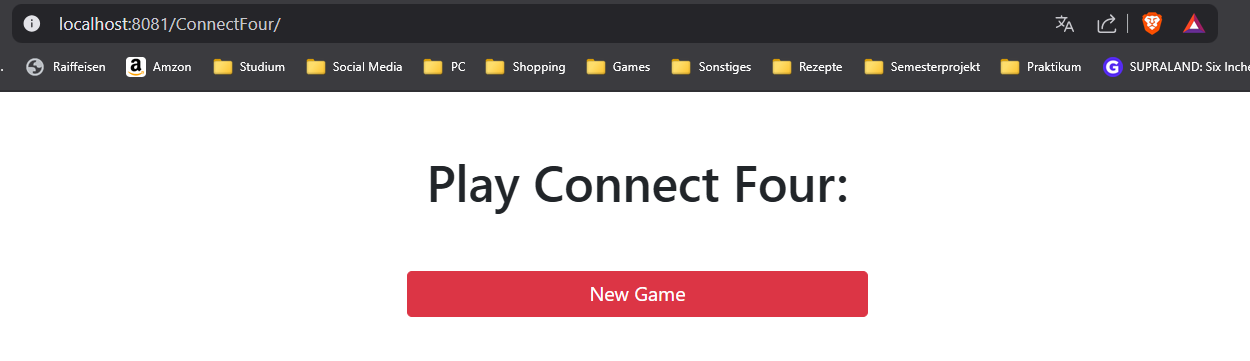 localhost:8081/ConnectFour/
. Raiffeisen Amzon Studium Social Media PC Shopping Games Sonstiges Rezepte Semesterprojekt Praktikum SUPRALAND: Six Inche
Play Connect Four:
New Game